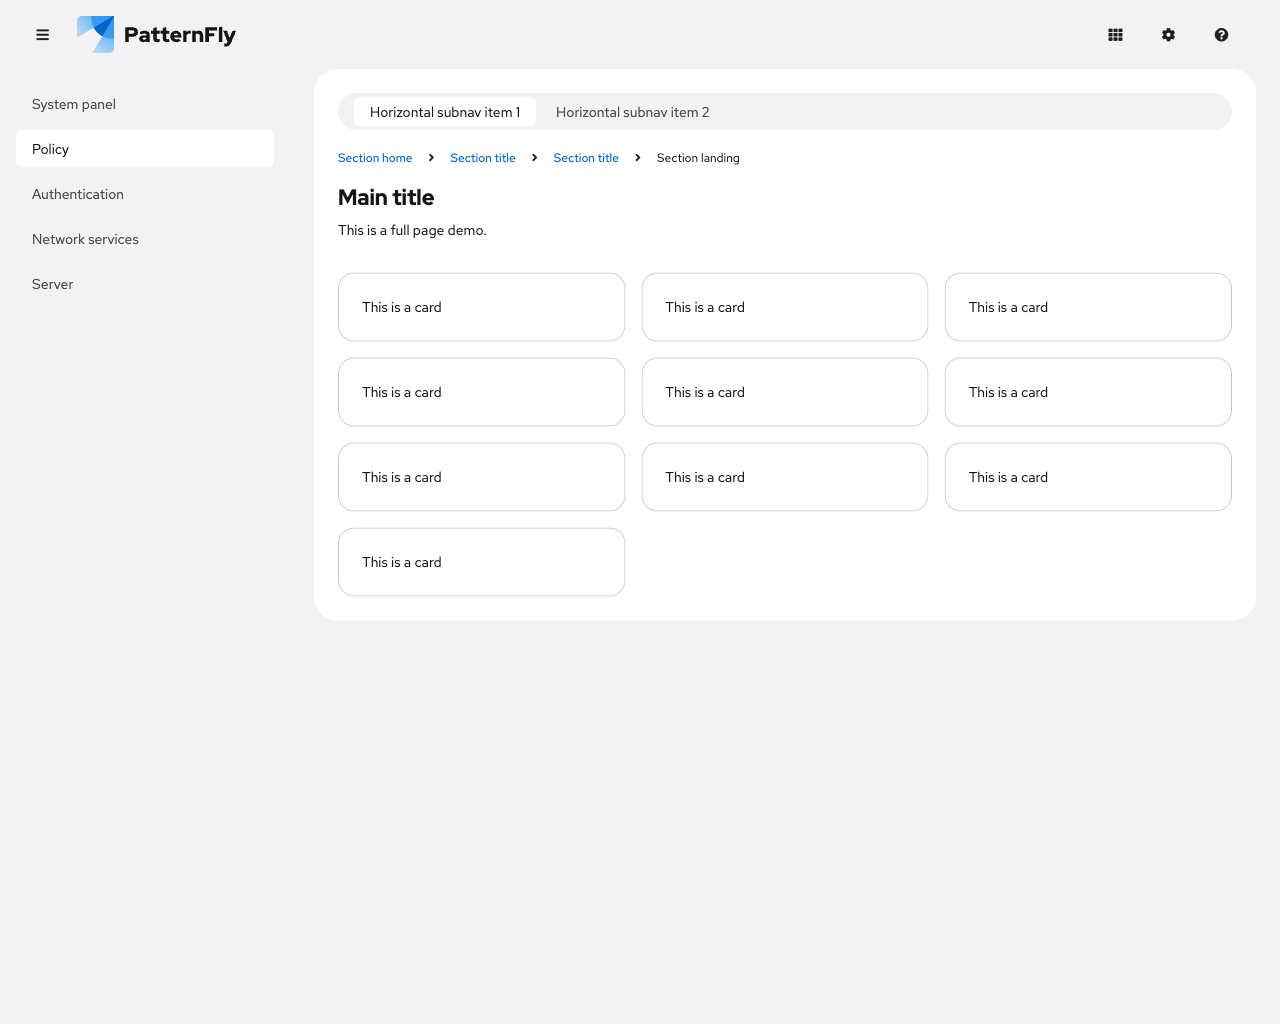 PatternFly
System panel
Policy
Authentication
Network services
Server
Horizontal subnav item 1 Horizontal subnav item 2
Section home Section title Section title Section landing
Main title
This is a full page demo.
This is a card This is a card This is a card
This is a card This is a card This is a card
This is a card This is a card This is a card
This is a card